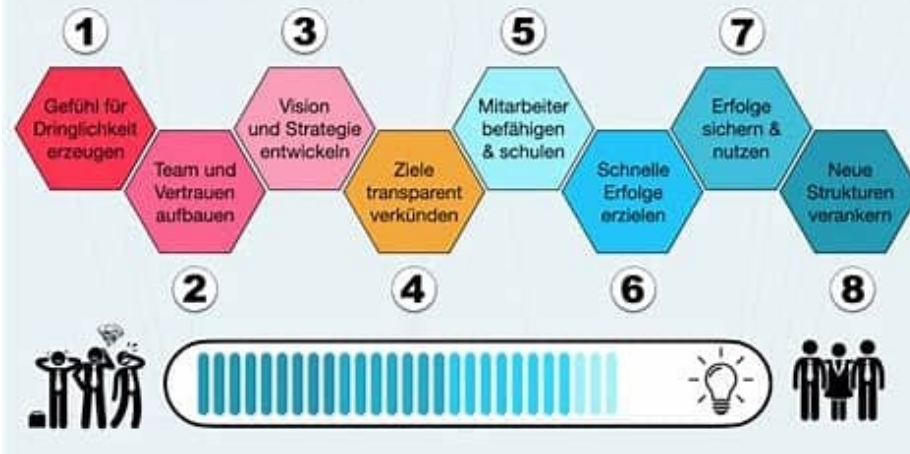 1
Gefühl für
Dringlichkeit
erzeugen
2
Team und
Vertrauen
aufbauen
3
Vision
und Strategie
entwickeln
4
Ziele
transparent
verkünden
5
Mitarbeiter
befähigen
& schulen
6
Schnelle
Erfolge
erzielen
7
Erfolge
sichern &
nutzen
8
Neue
Strukturen
verankern